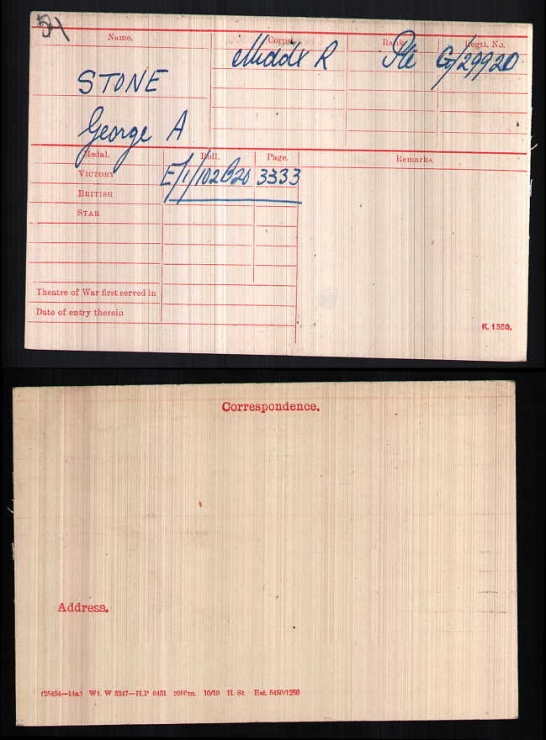 Name. Corps. Rank. Regtl. No.
Middx R Pte G/29920
STONE
George A
Medal. Roll. Page. Remarks.
VICTORY E/1/102B20 3333
BRITISH
STAR
Theatre of War first served in
Date of entry therein
K. 1380.
Correspondence.
Address.